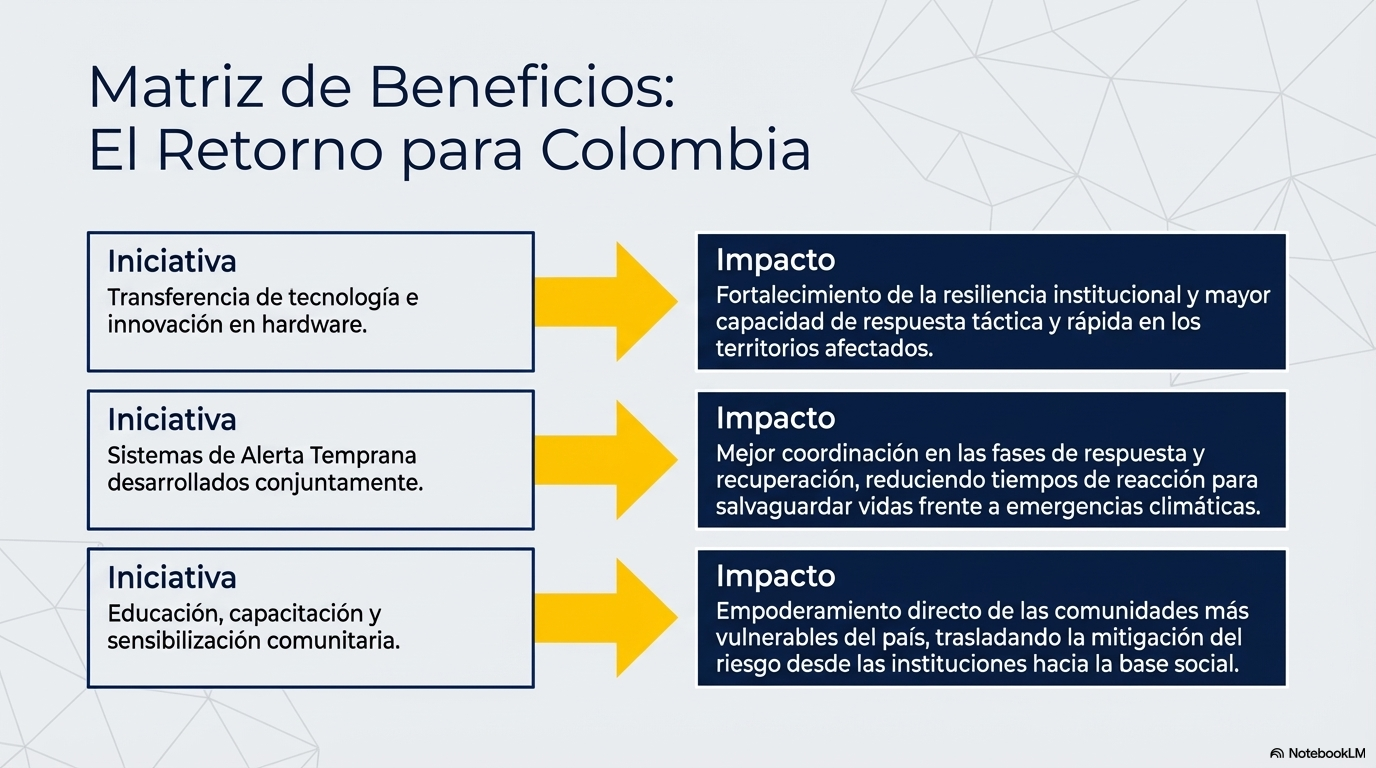 Matriz de Beneficios:
El Retorno para Colombia
Iniciativa
Transferencia de tecnología e
innovación en hardware.
Impacto
Fortalecimiento de la resiliencia institucional y mayor
capacidad de respuesta táctica y rápida en los
territorios afectados.
Iniciativa
Sistemas de Alerta Temprana
desarrollados conjuntamente.
Impacto
Mejor coordinación en las fases de respuesta y
recuperación, reduciendo tiempos de reacción para
salvaguardar vidas frente a emergencias climáticas.
Iniciativa
Educación, capacitación y
sensibilización comunitaria.
Impacto
Empoderamiento directo de las comunidades más
vulnerables del país, trasladando la mitigación del
riesgo desde las instituciones hacia la base social.
NotebookLM